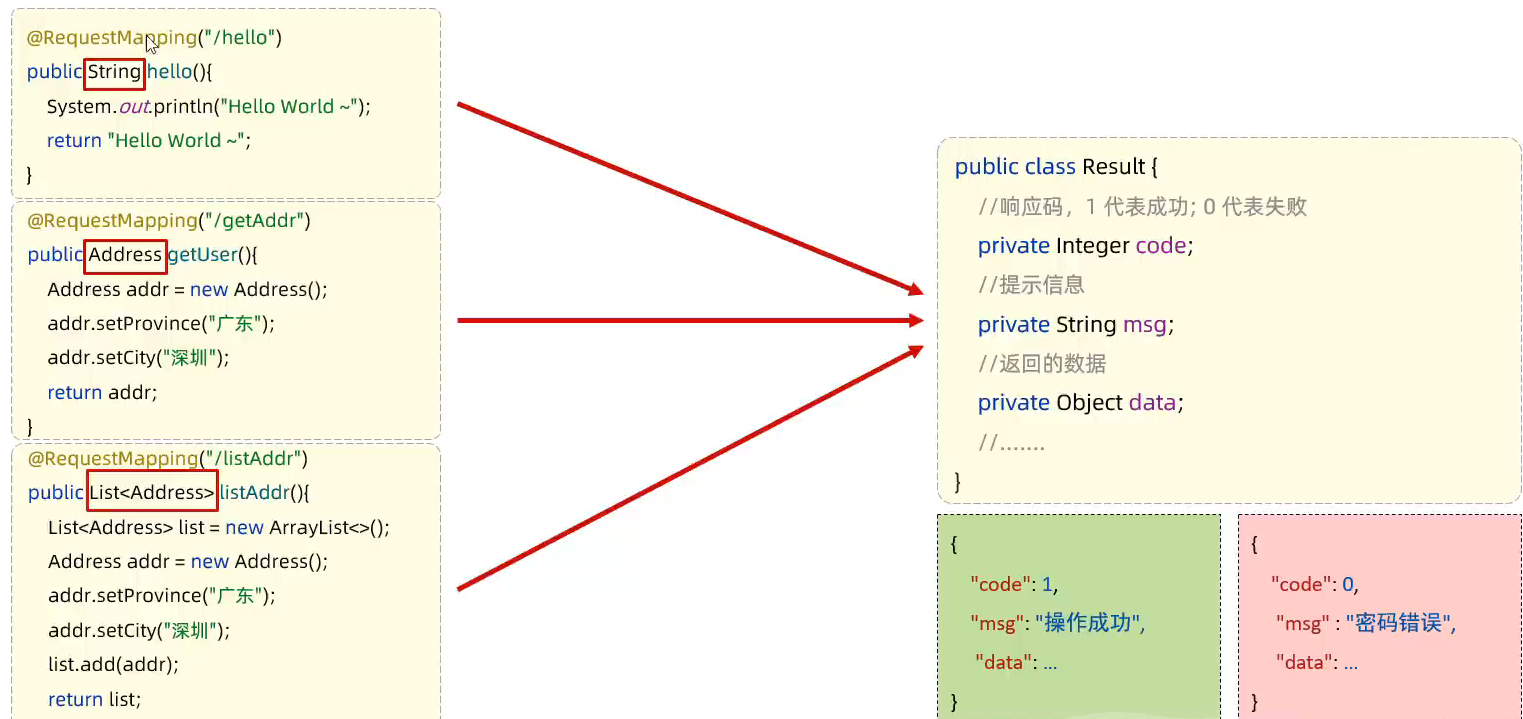 @RequestMapping("/hello")
public String hello(){
System.out.println("Hello World ~");
return "Hello World ~";
}
@RequestMapping("/getAddr")
public Address getUser(){
Address addr = new Address();
addr.setProvince("广东");
addr.setCity("深圳");
return addr;
}
@RequestMapping("/listAddr")
public List<Address> listAddr(){
List<Address> list = new ArrayList<>();
Address addr = new Address();
addr.setProvince("广东");
addr.setCity("深圳");
list.add(addr);
return list;
public class Result {
//响应码，1 代表成功; 0 代表失败
private Integer code;
//提示信息
private String msg;
//返回的数据
private Object data;
//.......
}
{
"code": 1,
"msg": "操作成功",
"data": ...
}
{
"code": 0,
"msg" : "密码错误",
"data": ...
}